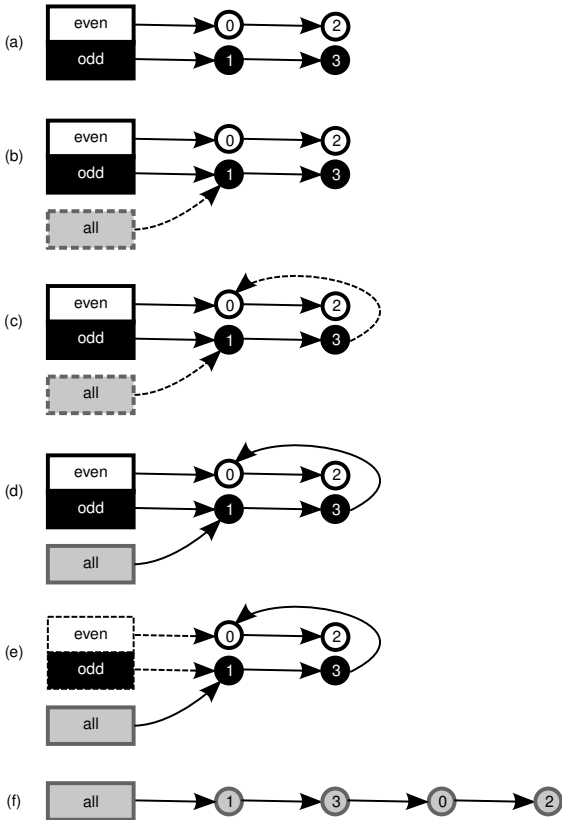 even 0 2
(a)
odd 1 3
even 0 2
(b)
odd 1 3
all
even 0 2
(c)
odd 1 3
all
even 0 2
(d)
odd 1 3
all
even 0 2
(e)
odd 1 3
all
(f) all 1 3 0 2